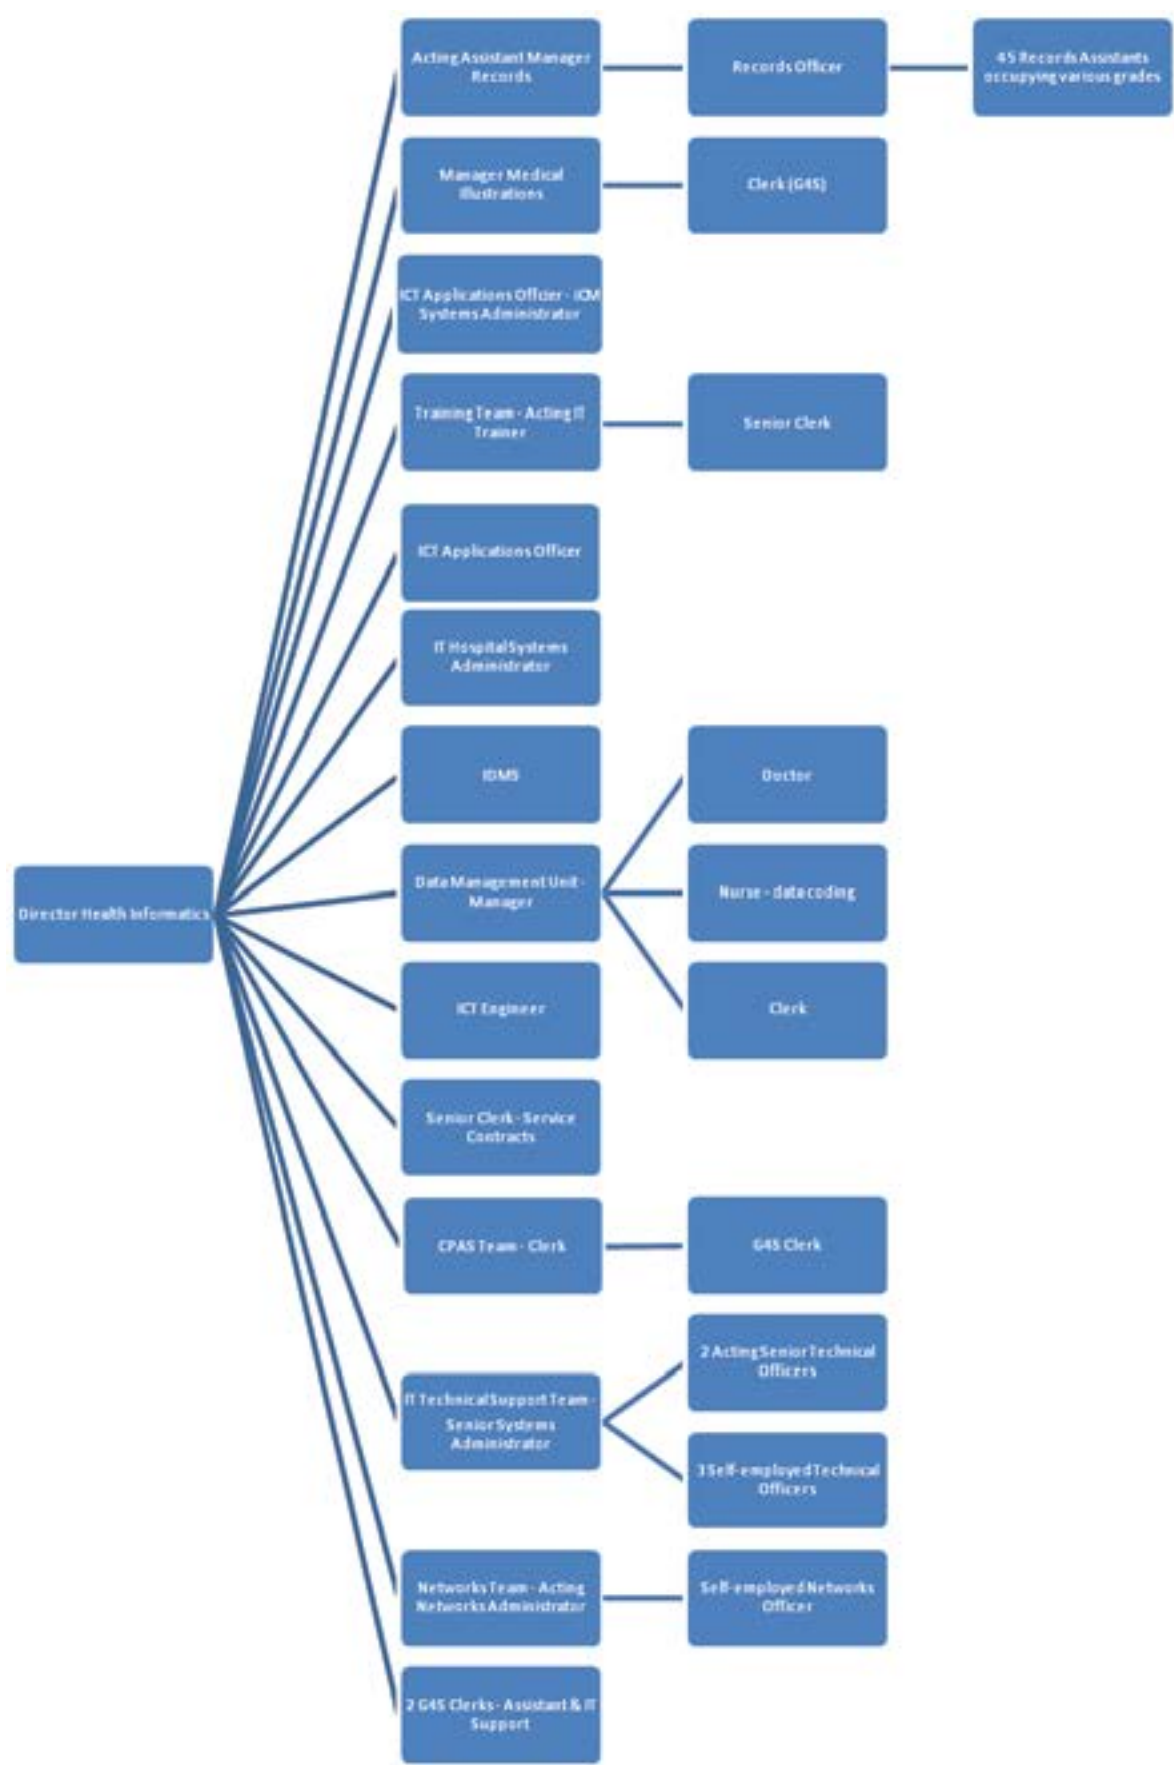 Acting Assistant Manager
Records
Records Officer
45 Records Assistants
occupying various grades
Manager Medical
Illustrations
Clerk (G4S)
ICT Applications Offcier - iCM
Systems Administrator
Training Team - Acting IT
Trainer
Senior Clerk
ICT Applications Officer
IT Hospital Systems
Administrator
IDMS
Doctor
Director Health Informatics
Data Management Unit -
Manager
Nurse - data coding
ICT Engineer
Clerk
Senior Clerk - Service
Contracts
CPAS Team - Clerk
G4S Clerk
2 Acting Senior Technical
Officers
IT Technical Support Team -
Senior Systems
Administrator
3 Self-employed Technical
Officers
Networks Team - Acting
Networks Administrator
Self-employed Networks
Officer
2 G4S Clerks - Assistant & IT
Support